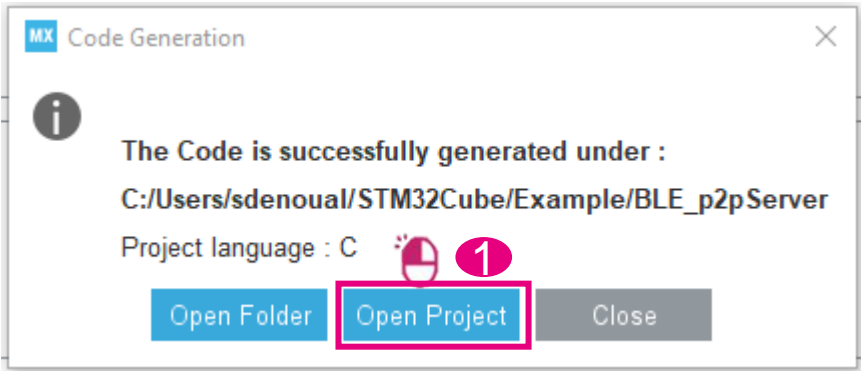 MX Code Generation
i
The Code is successfully generated under :
C:/Users/sdenoual/STM32Cube/Example/BLE_p2pServer
Project language : C
1
Open Folder Open Project Close